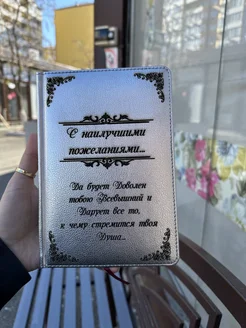 С наилучшими
пожеланиями...
Да будет Доволен
тобою Всевышний и
Дарует все то,
к чему стремится твоя
Душа...